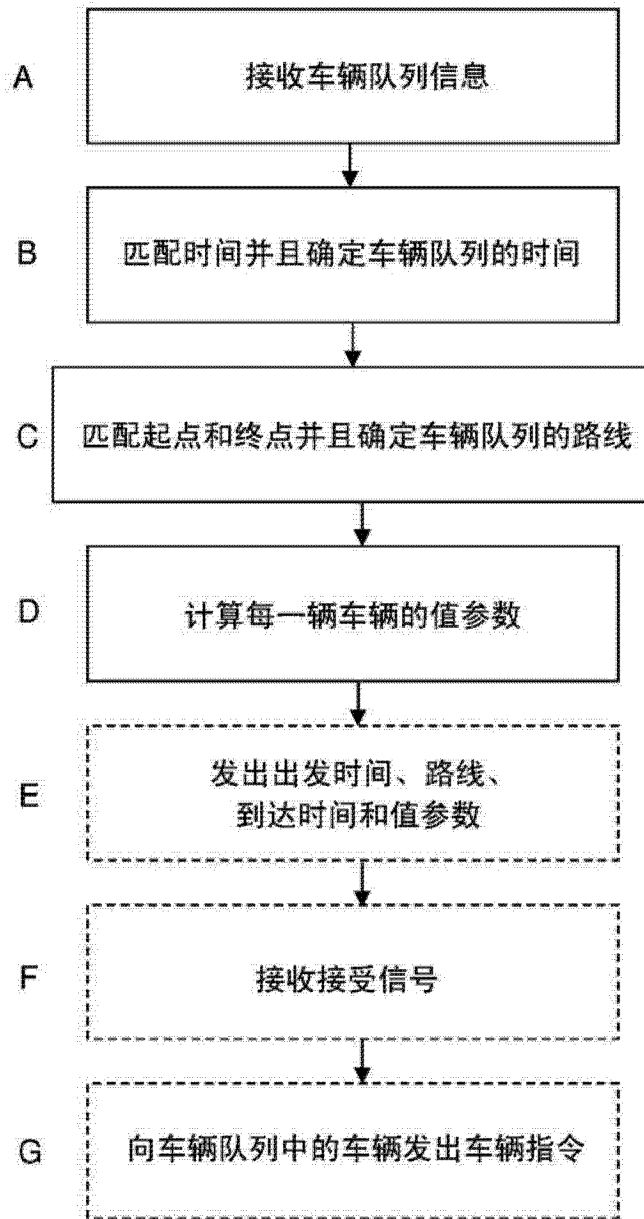 A
接收车辆队列信息
B
匹配时间并且确定车辆队列的时间
C
匹配起点和终点并且确定车辆队列的路线
D
计算每一辆车辆的值参数
E
发出出发时间、路线、
到达时间和值参数
F
接收接受信号
G
向车辆队列中的车辆发出车辆指令